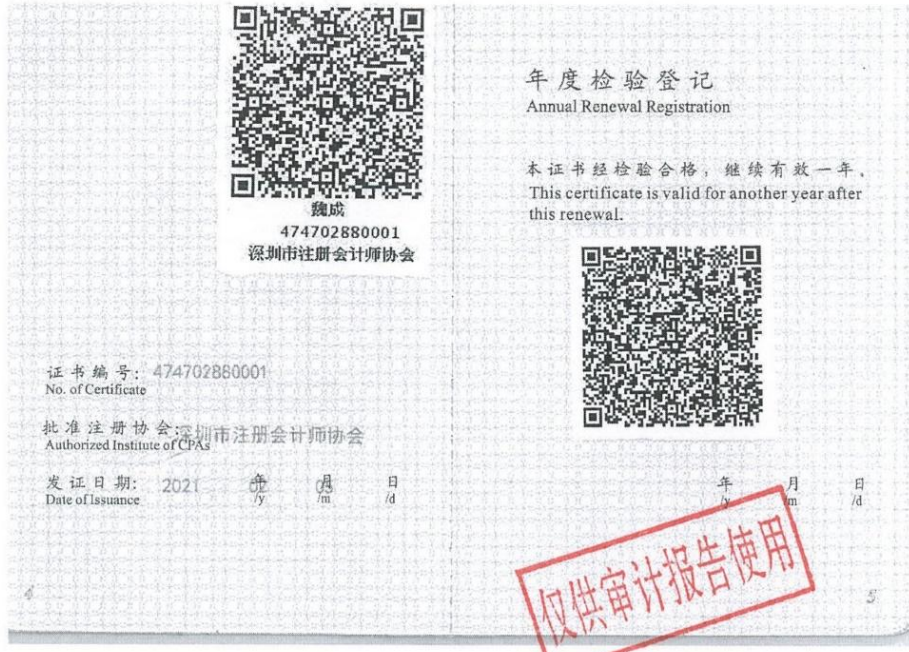 魏成
474702880001
深圳市注册会计师协会
证书编号: 474702880001
No. of Certificate
批准注册协会: 深圳市注册会计师协会
Authorized Institute of CPAs
发证日期: 2021 年 02 月 03 日
Date of Issuance /y /m /d
4
年度检验登记
Annual Renewal Registration
本证书经检验合格，继续有效一年。
This certificate is valid for another year after
this renewal.
年 月 日
/y /m /d
仅供审计报告使用
5